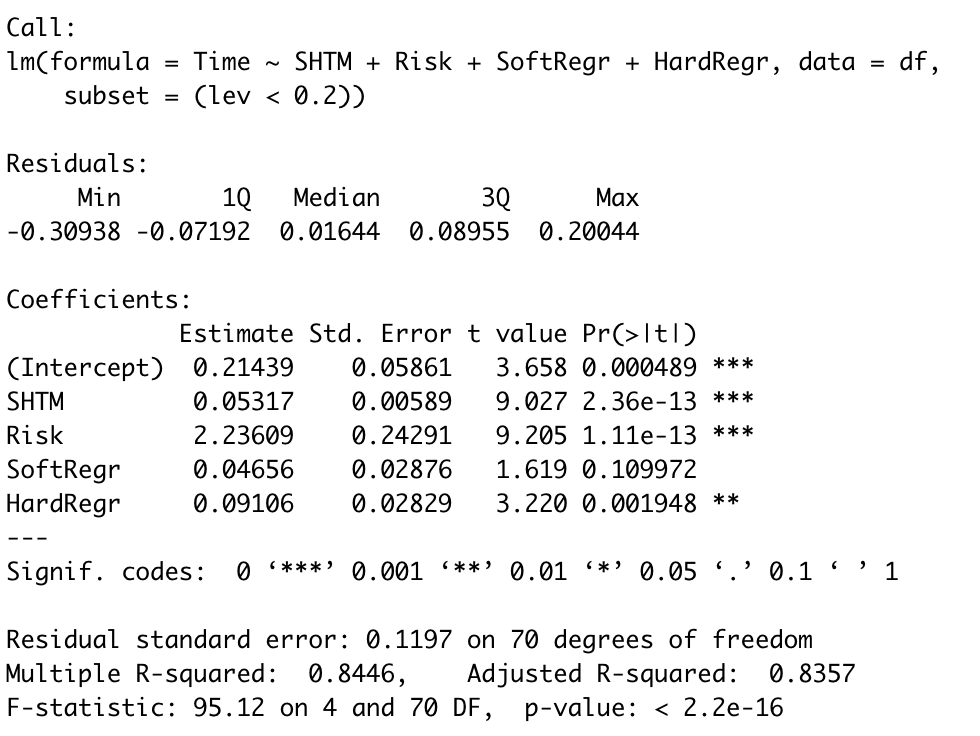 Call:
lm(formula = Time ~ SHTM + Risk + SoftRegr + HardRegr, data = df,
    subset = (lev < 0.2))

Residuals:
     Min       1Q   Median       3Q      Max
-0.30938 -0.07192  0.01644  0.08955  0.20044

Coefficients:
            Estimate Std. Error t value Pr(>|t|)
(Intercept)  0.21439    0.05861   3.658 0.000489 ***
SHTM         0.05317    0.00589   9.027 2.36e-13 ***
Risk         2.23609    0.24291   9.205 1.11e-13 ***
SoftRegr     0.04656    0.02876   1.619 0.109972
HardRegr     0.09106    0.02829   3.220 0.001948 **
---
Signif. codes:  0 ‘***’ 0.001 ‘**’ 0.01 ‘*’ 0.05 ‘.’ 0.1 ‘ ’ 1

Residual standard error: 0.1197 on 70 degrees of freedom
Multiple R-squared:  0.8446,    Adjusted R-squared:  0.8357
F-statistic: 95.12 on 4 and 70 DF,  p-value: < 2.2e-16